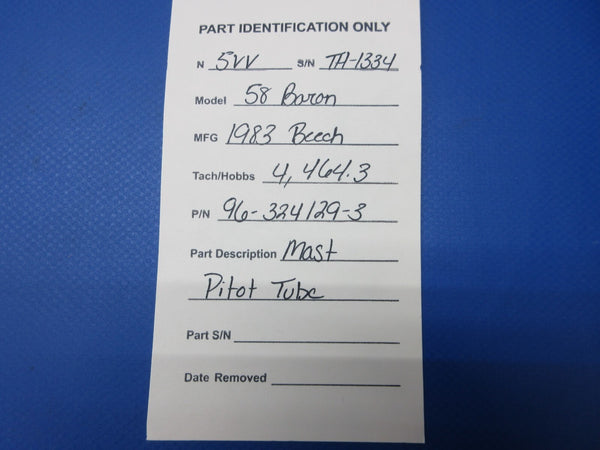 PART IDENTIFICATION ONLY
N 5VV S/N TH-1334
Model 58 Baron
MFG 1983 Beech
Tach/Hobbs 4,464.3
P/N 96-324129-3
Part Description Mast
Pitot Tube
Part S/N
Date Removed